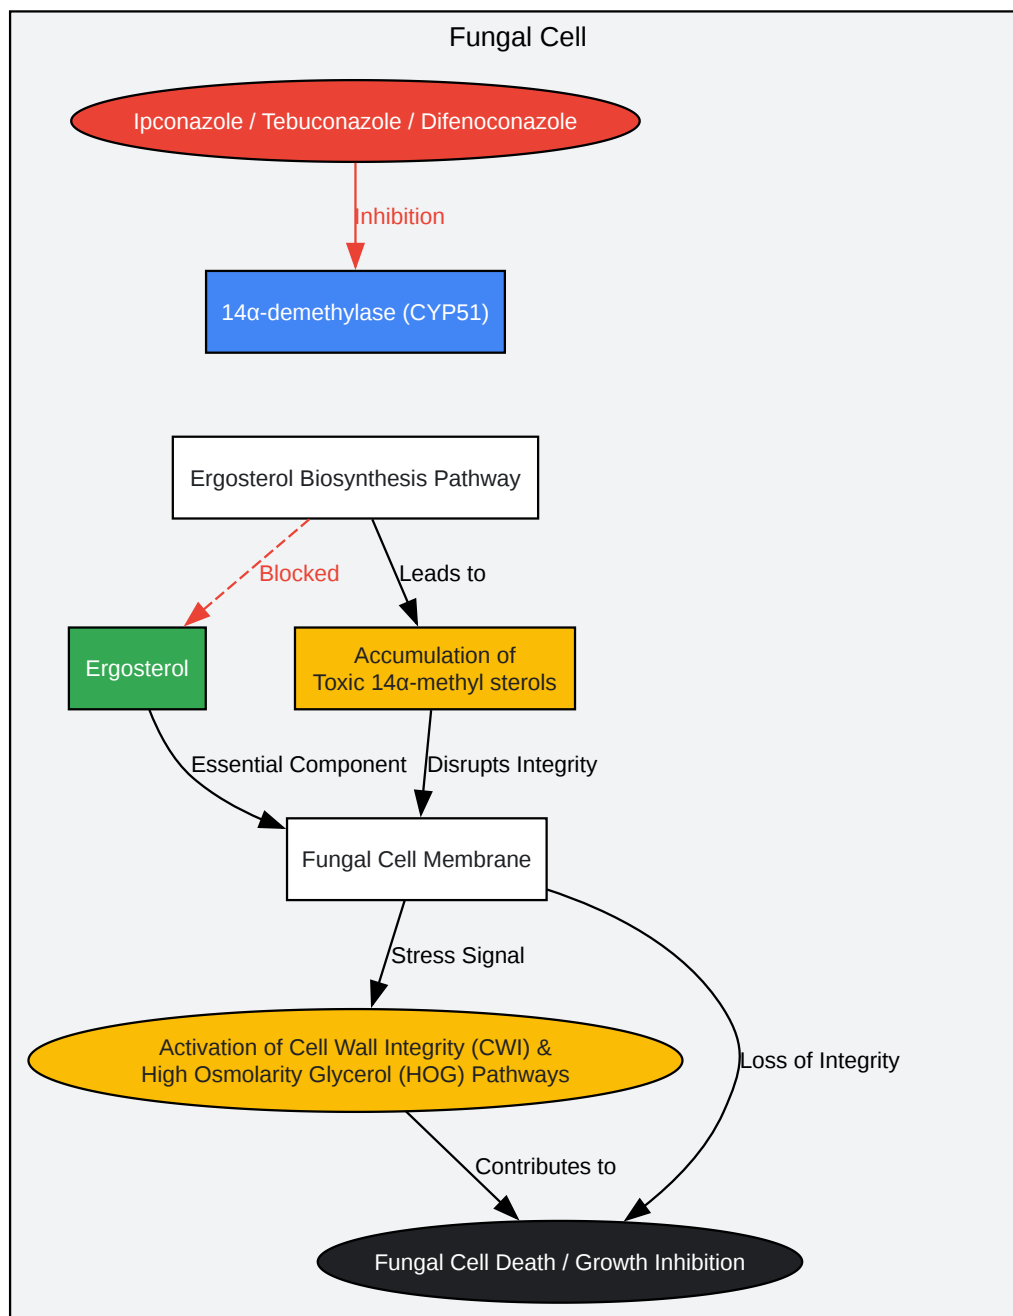 Fungal Cell
Ipconazole / Tebuconazole / Difenoconazole
Inhibition
14α-demethylase (CYP51)
Ergosterol Biosynthesis Pathway
Blocked
Leads to
Ergosterol
Accumulation of
Toxic 14α-methyl sterols
Essential Component
Disrupts Integrity
Fungal Cell Membrane
Stress Signal
Activation of Cell Wall Integrity (CWI) &
High Osmolarity Glycerol (HOG) Pathways
Loss of Integrity
Contributes to
Fungal Cell Death / Growth Inhibition